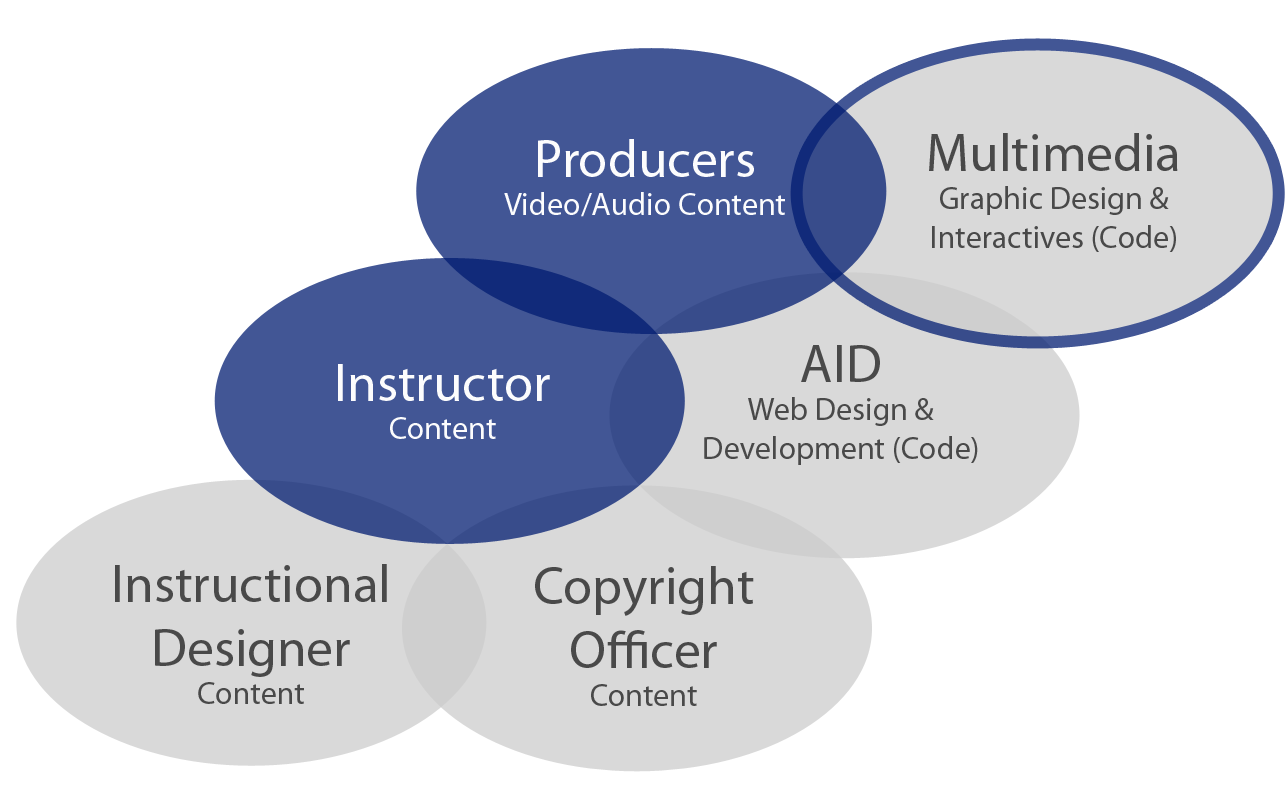 Producers
Video/Audio Content
Multimedia
Graphic Design &
Interactives (Code)
Instructor
Content
AID
Web Design &
Development (Code)
Instructional
Designer
Content
Copyright
Officer
Content